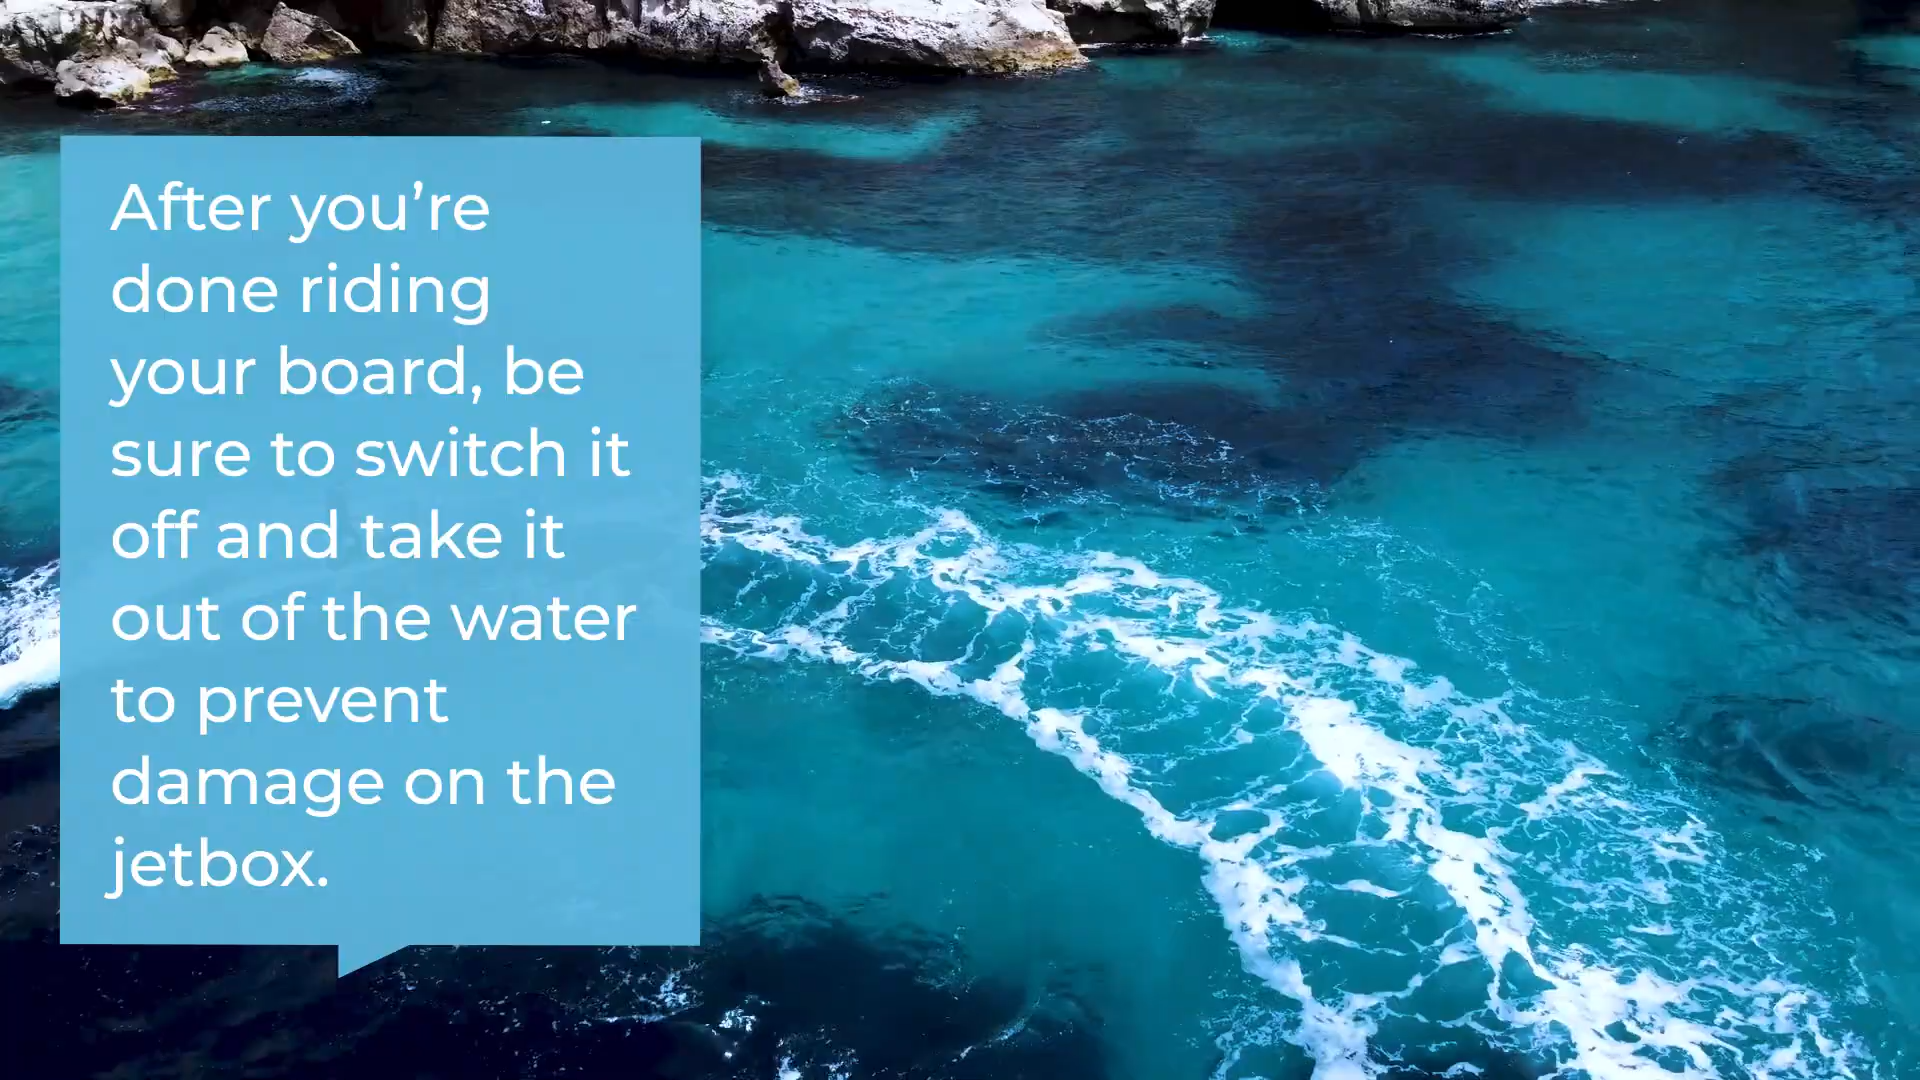 After you’re
done riding
your board, be
sure to switch it
off and take it
out of the water
to prevent
damage on the
jetbox.